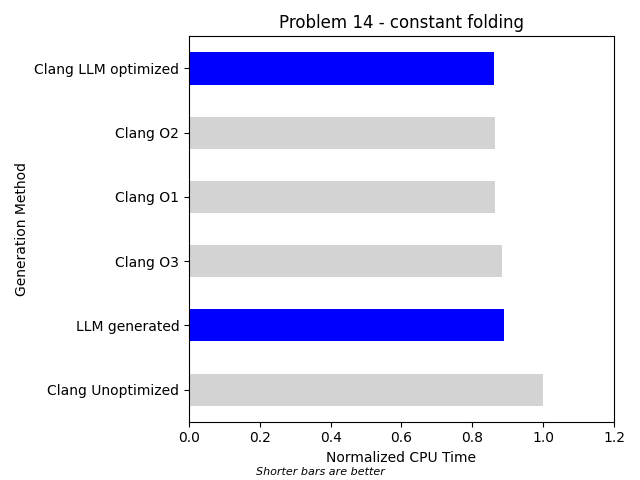 Problem 14 - constant folding
Generation Method
Clang LLM optimized
Clang O2
Clang O1
Clang O3
LLM generated
Clang Unoptimized
0.0 0.2 0.4 0.6 0.8 1.0 1.2
Normalized CPU Time
Shorter bars are better